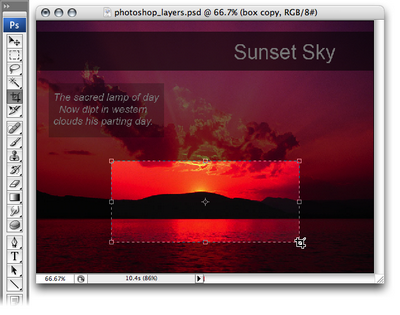 photoshop_layers.psd @ 66.7% (box copy, RGB/8#)
Ps
Sunset Sky
The sacred lamp of day
Now dipt in western
clouds his parting day.
T
66.67%
10.4s (86%)